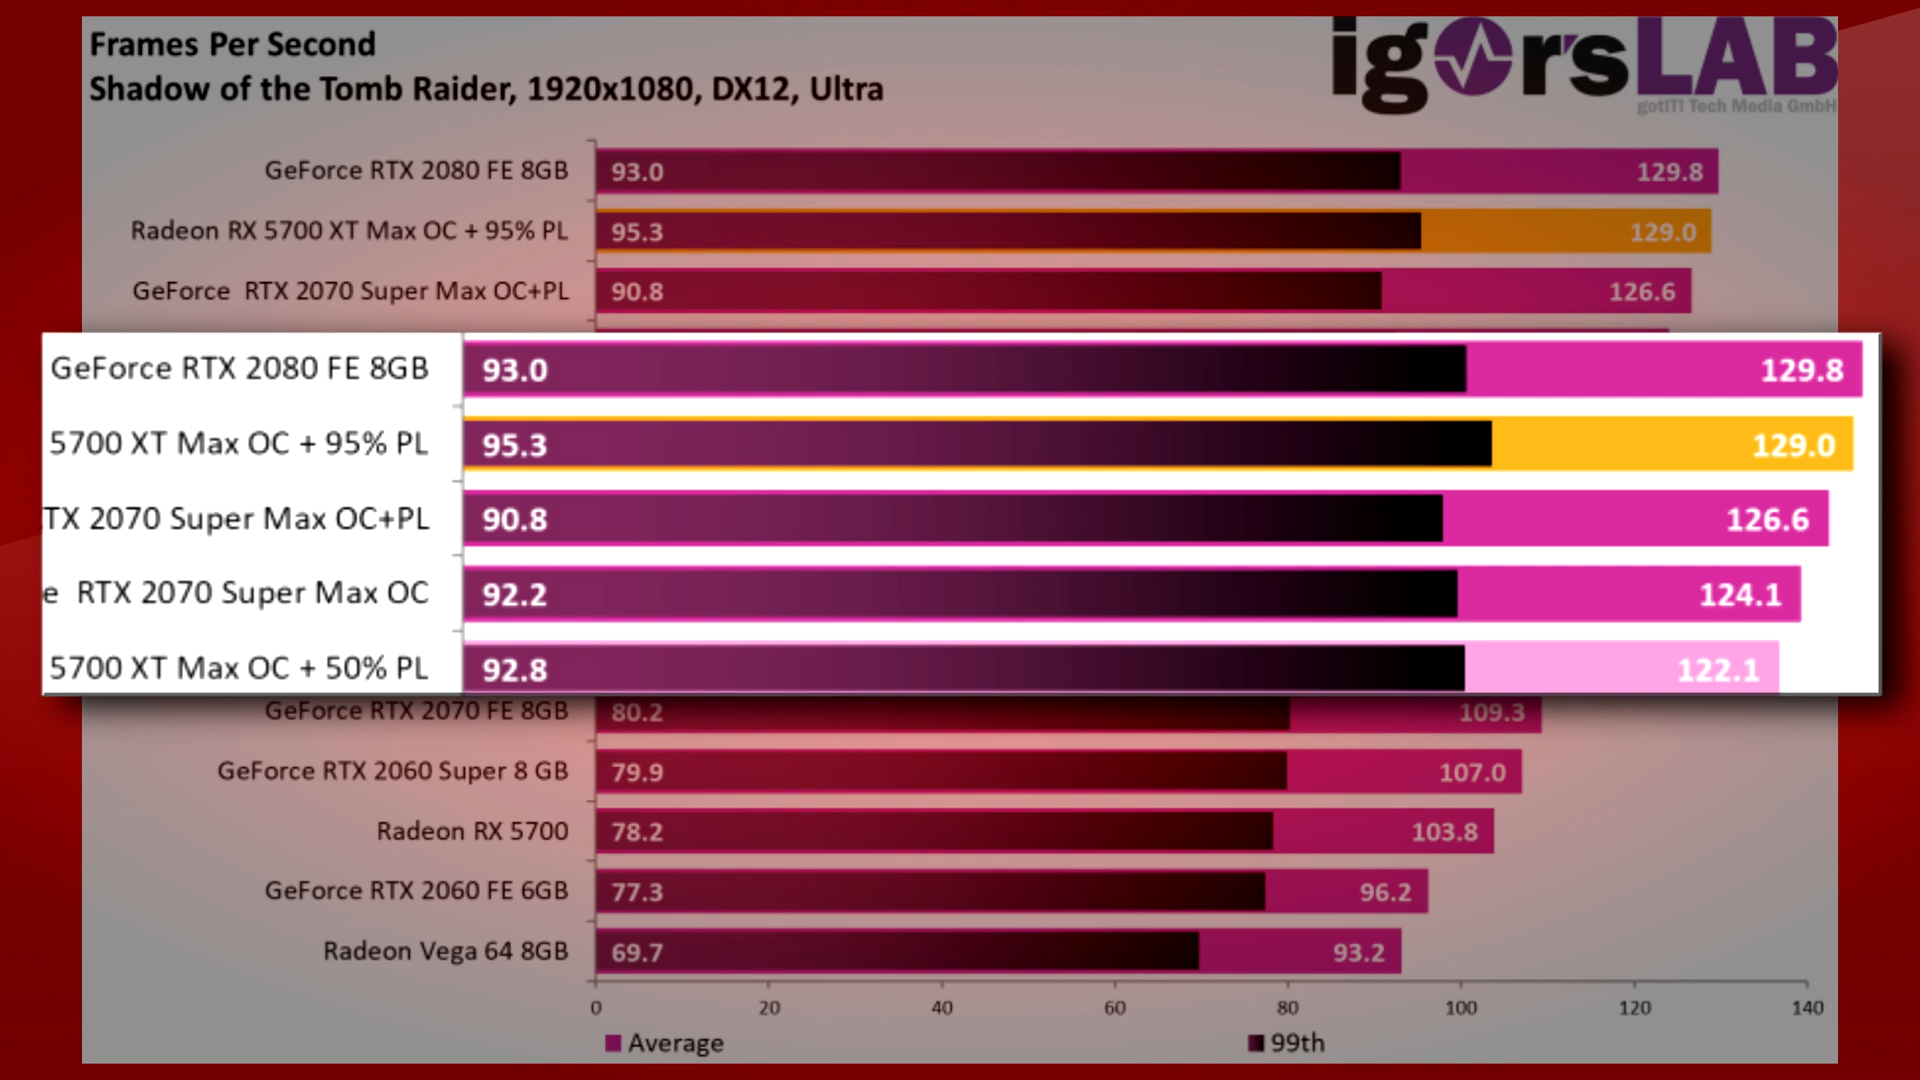 Frames Per Second
Shadow of the Tomb Raider, 1920x1080, DX12, Ultra
igorsLAB
gotIT! Tech Media GmbH
GeForce RTX 2080 FE 8GB 93.0 129.8
Radeon RX 5700 XT Max OC + 95% PL 95.3 129.0
GeForce RTX 2070 Super Max OC+PL 90.8 126.6
GeForce RTX 2080 FE 8GB 93.0 129.8
5700 XT Max OC + 95% PL 95.3 129.0
TX 2070 Super Max OC+PL 90.8 126.6
e RTX 2070 Super Max OC 92.2 124.1
5700 XT Max OC + 50% PL 92.8 122.1
GeForce RTX 2070 FE 8GB 80.2 109.3
GeForce RTX 2060 Super 8 GB 79.9 107.0
Radeon RX 5700 78.2 103.8
GeForce RTX 2060 FE 6GB 77.3 96.2
Radeon Vega 64 8GB 69.7 93.2
0 20 40 60 80 100 120 140
Average 99th